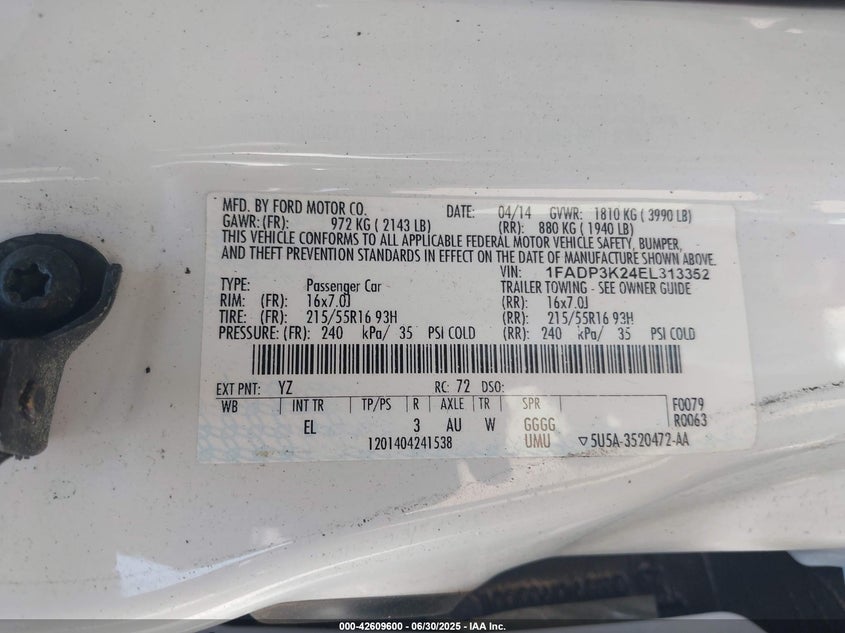 MFD. BY FORD MOTOR CO. DATE: 04/14 GVWR: 1810 KG ( 3990 LB)
GAWR: (FR): 972 KG ( 2143 LB) (RR): 880 KG ( 1940 LB)
THIS VEHICLE CONFORMS TO ALL APPLICABLE FEDERAL MOTOR VEHICLE SAFETY, BUMPER,
AND THEFT PREVENTION STANDARDS IN EFFECT ON THE DATE OF MANUFACTURE SHOWN ABOVE.
VIN: 1FADP3K24EL313352
TYPE: Passenger Car TRAILER TOWING - SEE OWNER GUIDE
RIM: (FR): 16x7.0J (RR): 16x7.0J
TIRE: (FR): 215/55R16 93H (RR): 215/55R16 93H
PRESSURE: (FR): 240 kPa/ 35 PSI COLD (RR): 240 kPa/ 35 PSI COLD
EXT PNT: YZ RC: 72 DSO:
WB INT TR TP/PS R AXLE TR SPR F0079
EL 3 AU W GGGG R0063
1201404241538 UMU ▽5U5A-3520472-AA
000-42609600 - 06/30/2025 - IAA Inc.